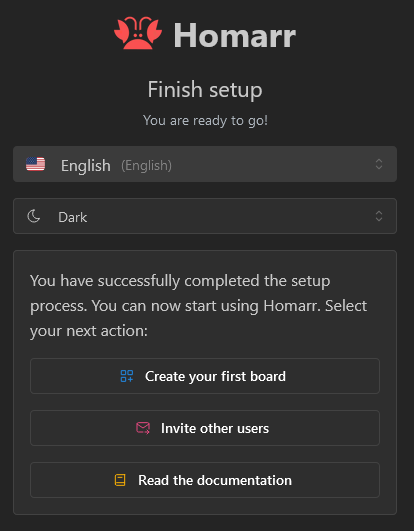 Homarr
Finish setup
You are ready to go!
English (English)
Dark
You have successfully completed the setup
process. You can now start using Homarr. Select
your next action:
Create your first board
Invite other users
Read the documentation